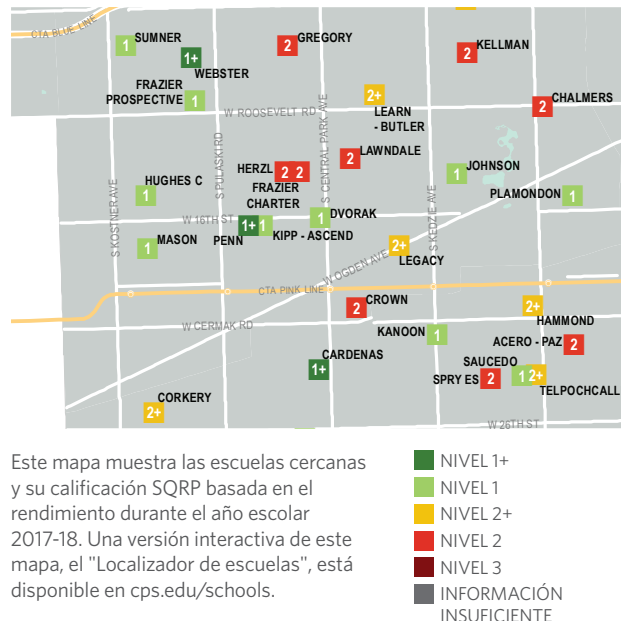 CTA BLUE LINE
1
SUMNER
2
GREGORY
2
KELLMAN
1+
WEBSTER
FRAZIER
PROSPECTIVE
1
2+
LEARN
- BUTLER
2
CHALMERS
W ROOSEVELT RD
S PULASKI RD
S CENTRAL PARK AVE
HERZL
2 2
FRAZIER
CHARTER
2
LAWNDALE
1
JOHNSON
PLAMONDON
1
HUGHES C
1
S KOSTNER AVE
W 16TH ST
1
MASON
PENN
1+ 1
KIPP - ASCEND
1
DVORAK
S KEDZIE AVE
2+
LEGACY
W OGDEN AVE
CTA PINK LINE
2
CROWN
W CERMAK RD
KANOON
1
2+
HAMMOND
ACERO - PAZ
2
1+
CARDENAS
SAUCEDO
SPRY ES
2
1 2+
TELPOCHCALL
CORKERY
2+
W 26TH ST
Este mapa muestra las escuelas cercanas
y su calificación SQRP basada en el
rendimiento durante el año escolar
2017-18. Una versión interactiva de este
mapa, el "Localizador de escuelas", está
disponible en cps.edu/schools.
NIVEL 1+
NIVEL 1
NIVEL 2+
NIVEL 2
NIVEL 3
INFORMACIÓN
INSUFICIENTE